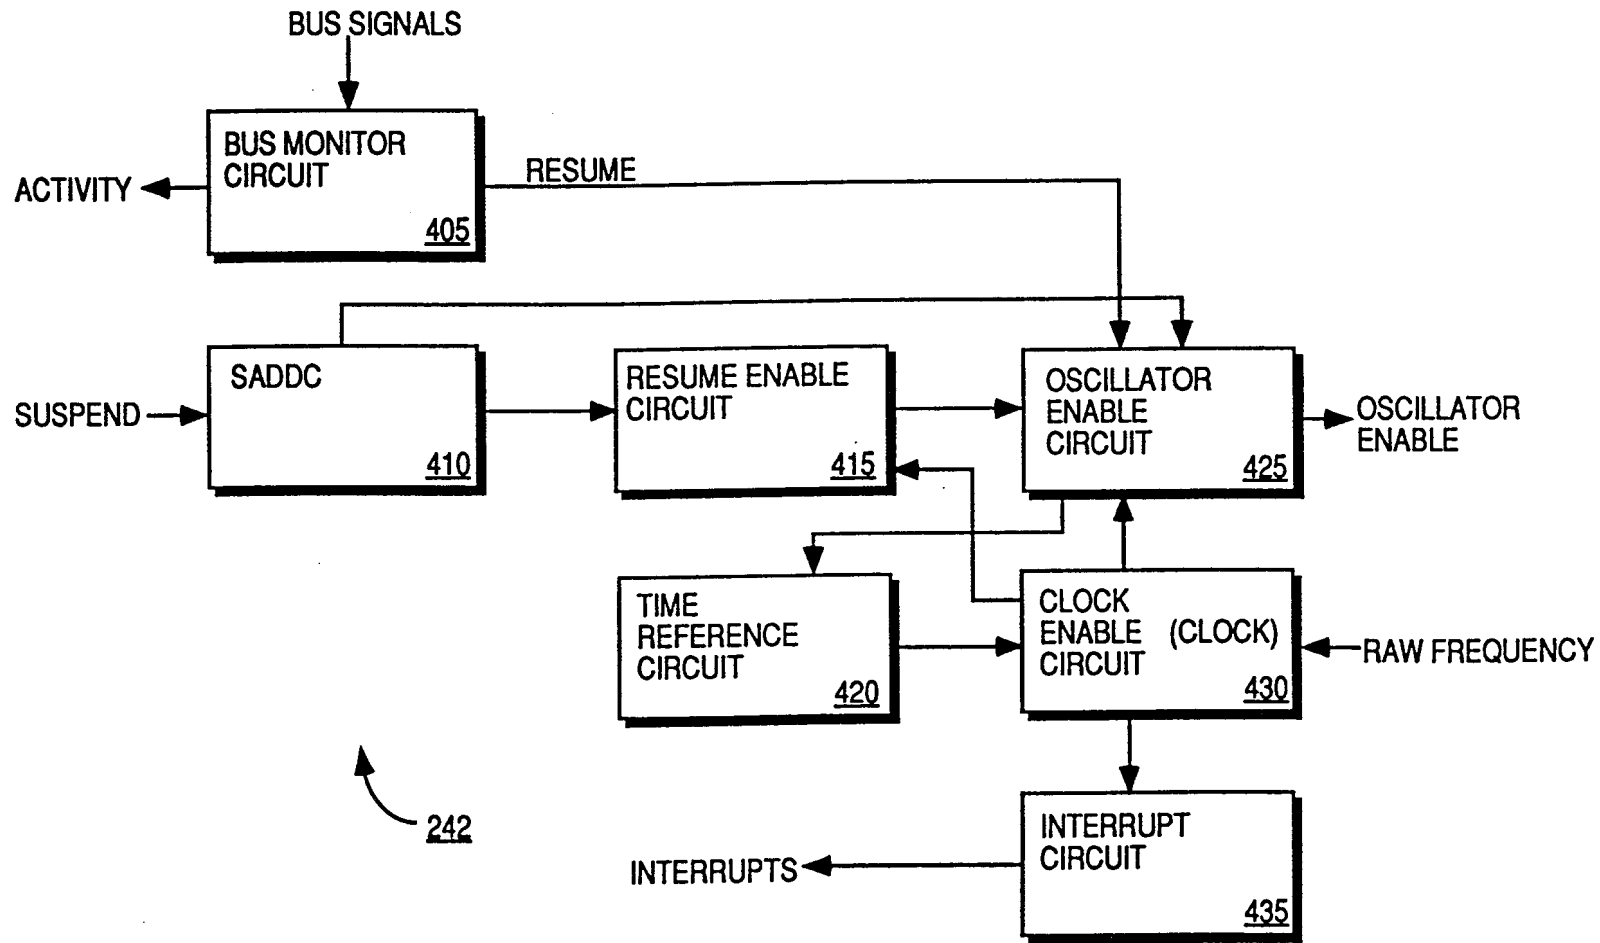 BUS SIGNALS
BUS MONITOR
CIRCUIT
405
ACTIVITY
RESUME
SADDC
410
SUSPEND
RESUME ENABLE
CIRCUIT
415
OSCILLATOR
ENABLE
CIRCUIT
425
OSCILLATOR
ENABLE
TIME
REFERENCE
CIRCUIT
420
CLOCK
ENABLE (CLOCK)
CIRCUIT
430
RAW FREQUENCY
242
INTERRUPT
CIRCUIT
435
INTERRUPTS